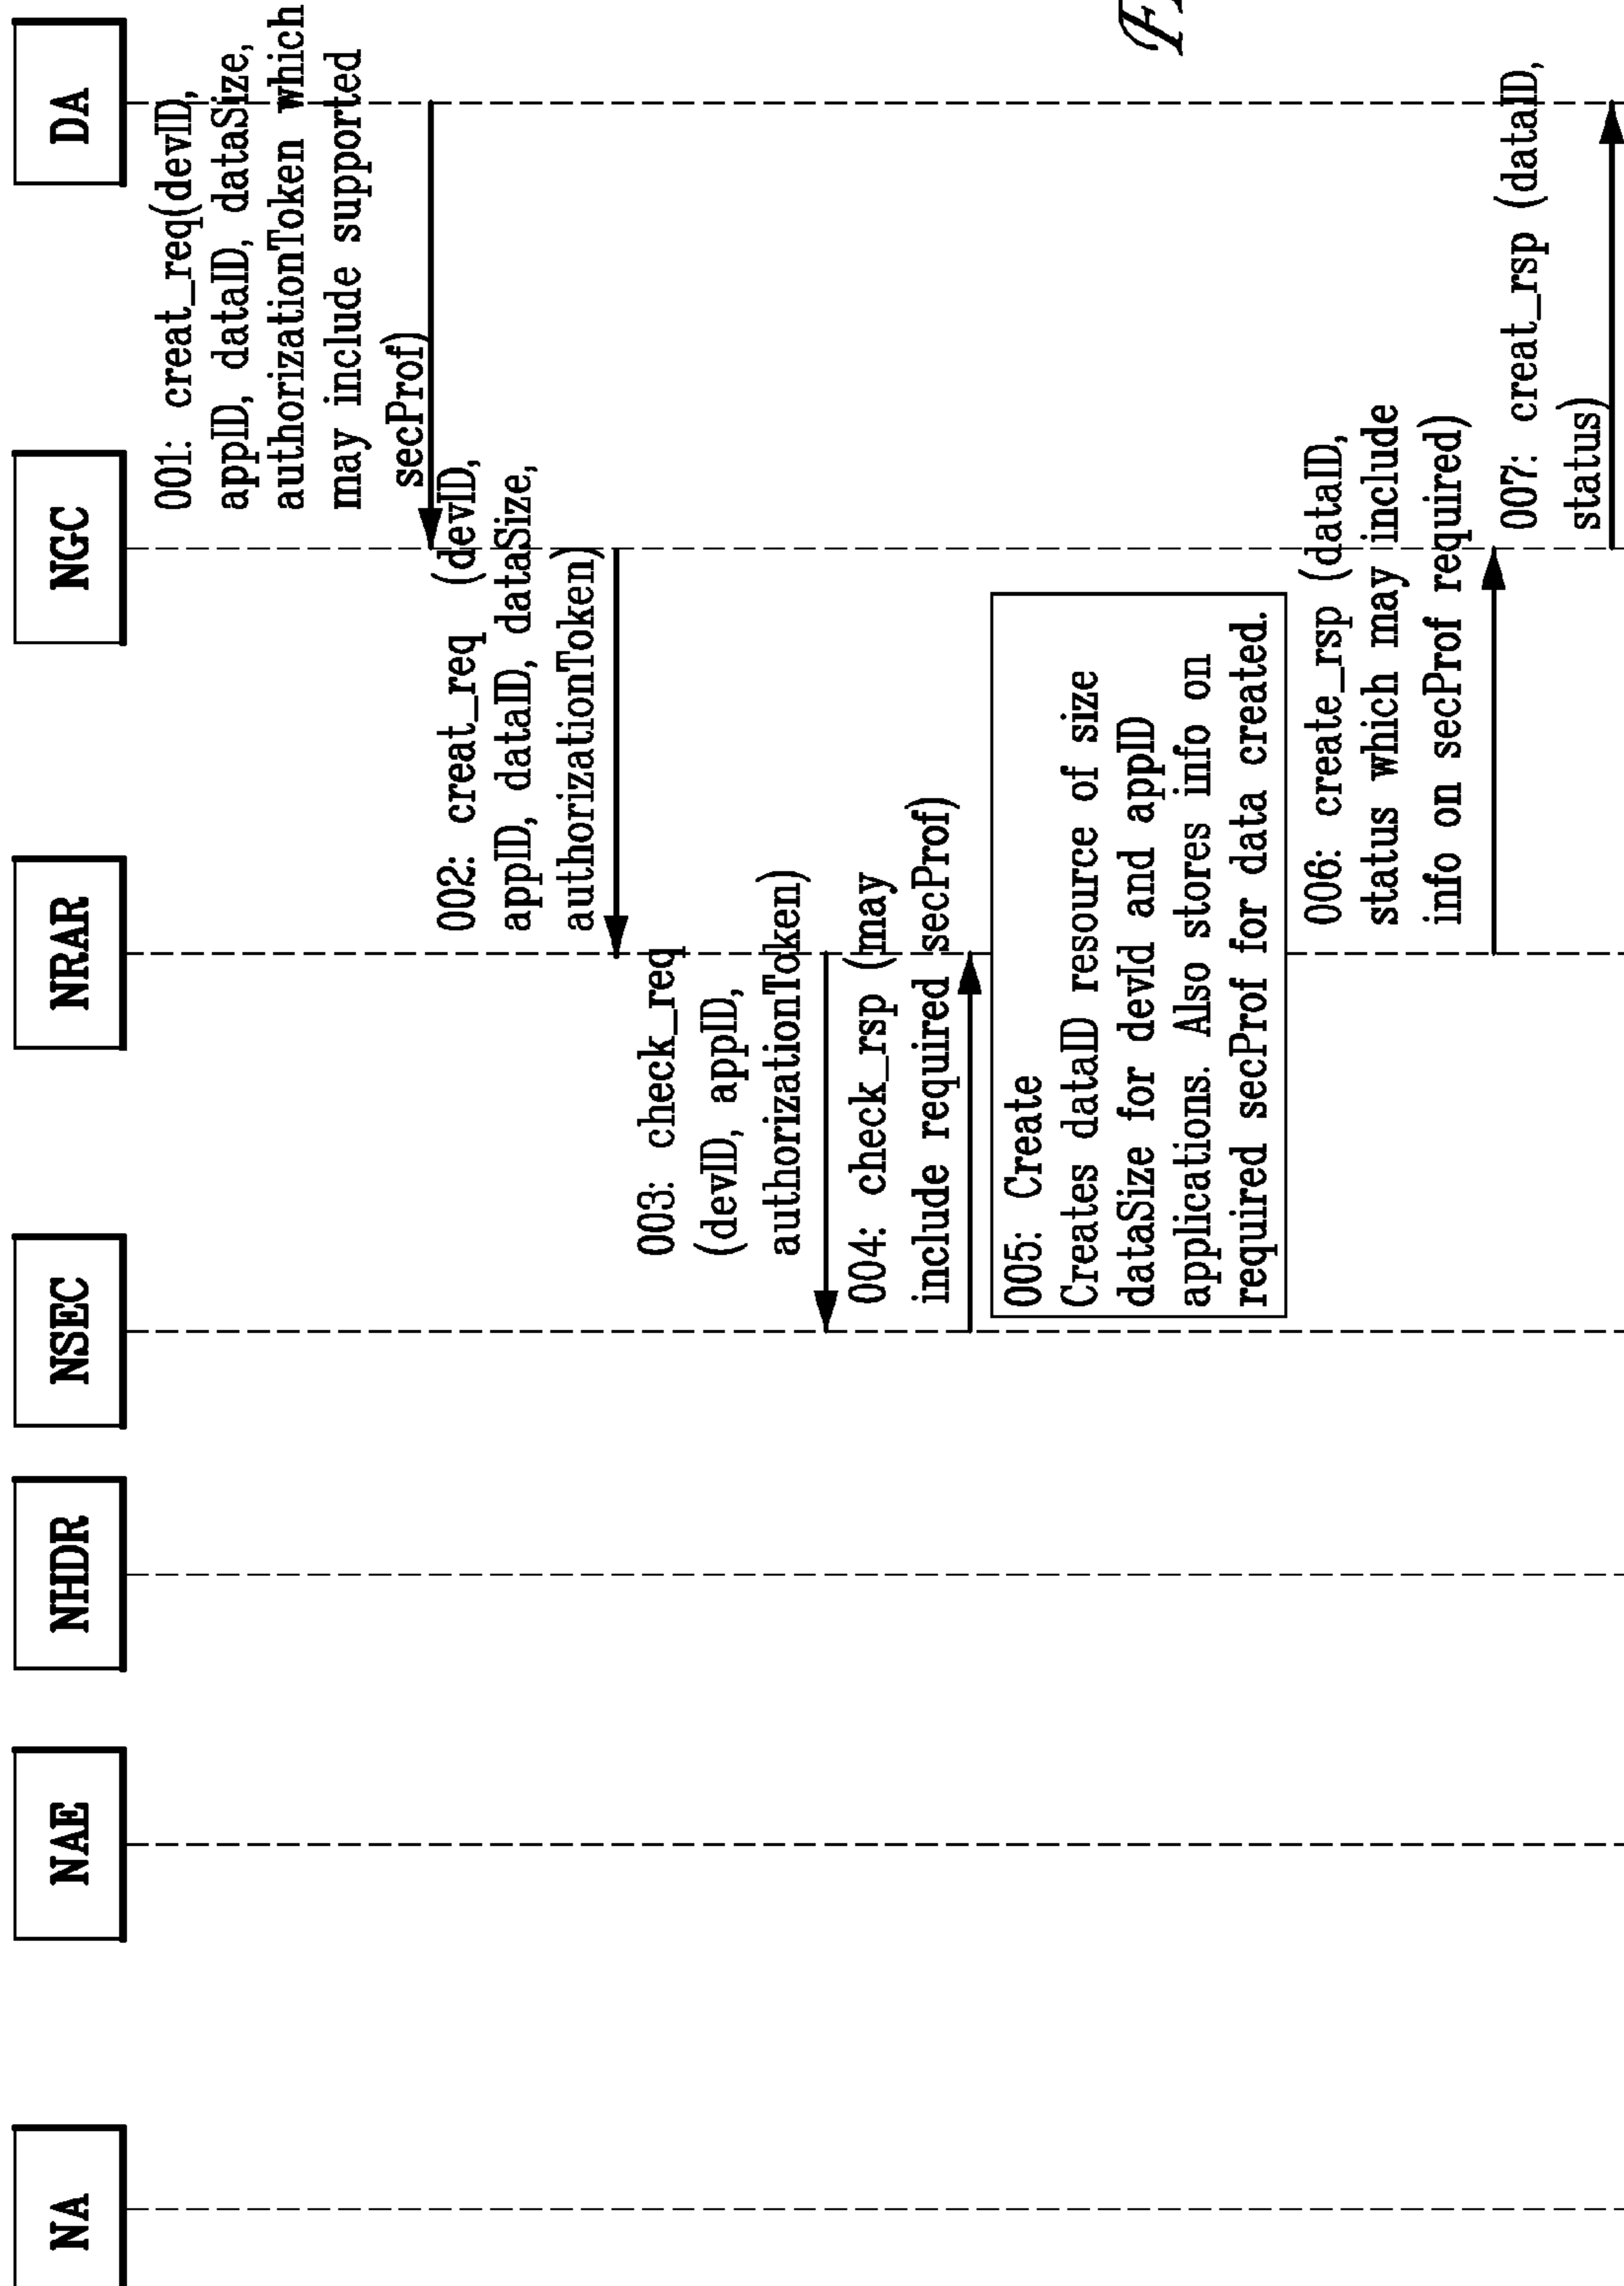 NA
NAE
NHDR
NSEC
NRAR
NGC
DA
001: creat_req(devID,
appID, dataID, dataSize,
authorizationToken which
may include supported
secProf)
002: creat_req (devID,
appID, dataID, dataSize,
authorizationToken)
003: check_req
(devID, appID,
authorizationToken)
004: check_rsp (may
include required secProf)
005: Create
Creates dataID resource of size
dataSize for devId and appID
applications. Also stores info on
required secProf for data created.
006: create_rsp (dataID,
status which may include
info on secProf required)
007: creat_rsp (dataID,
status)